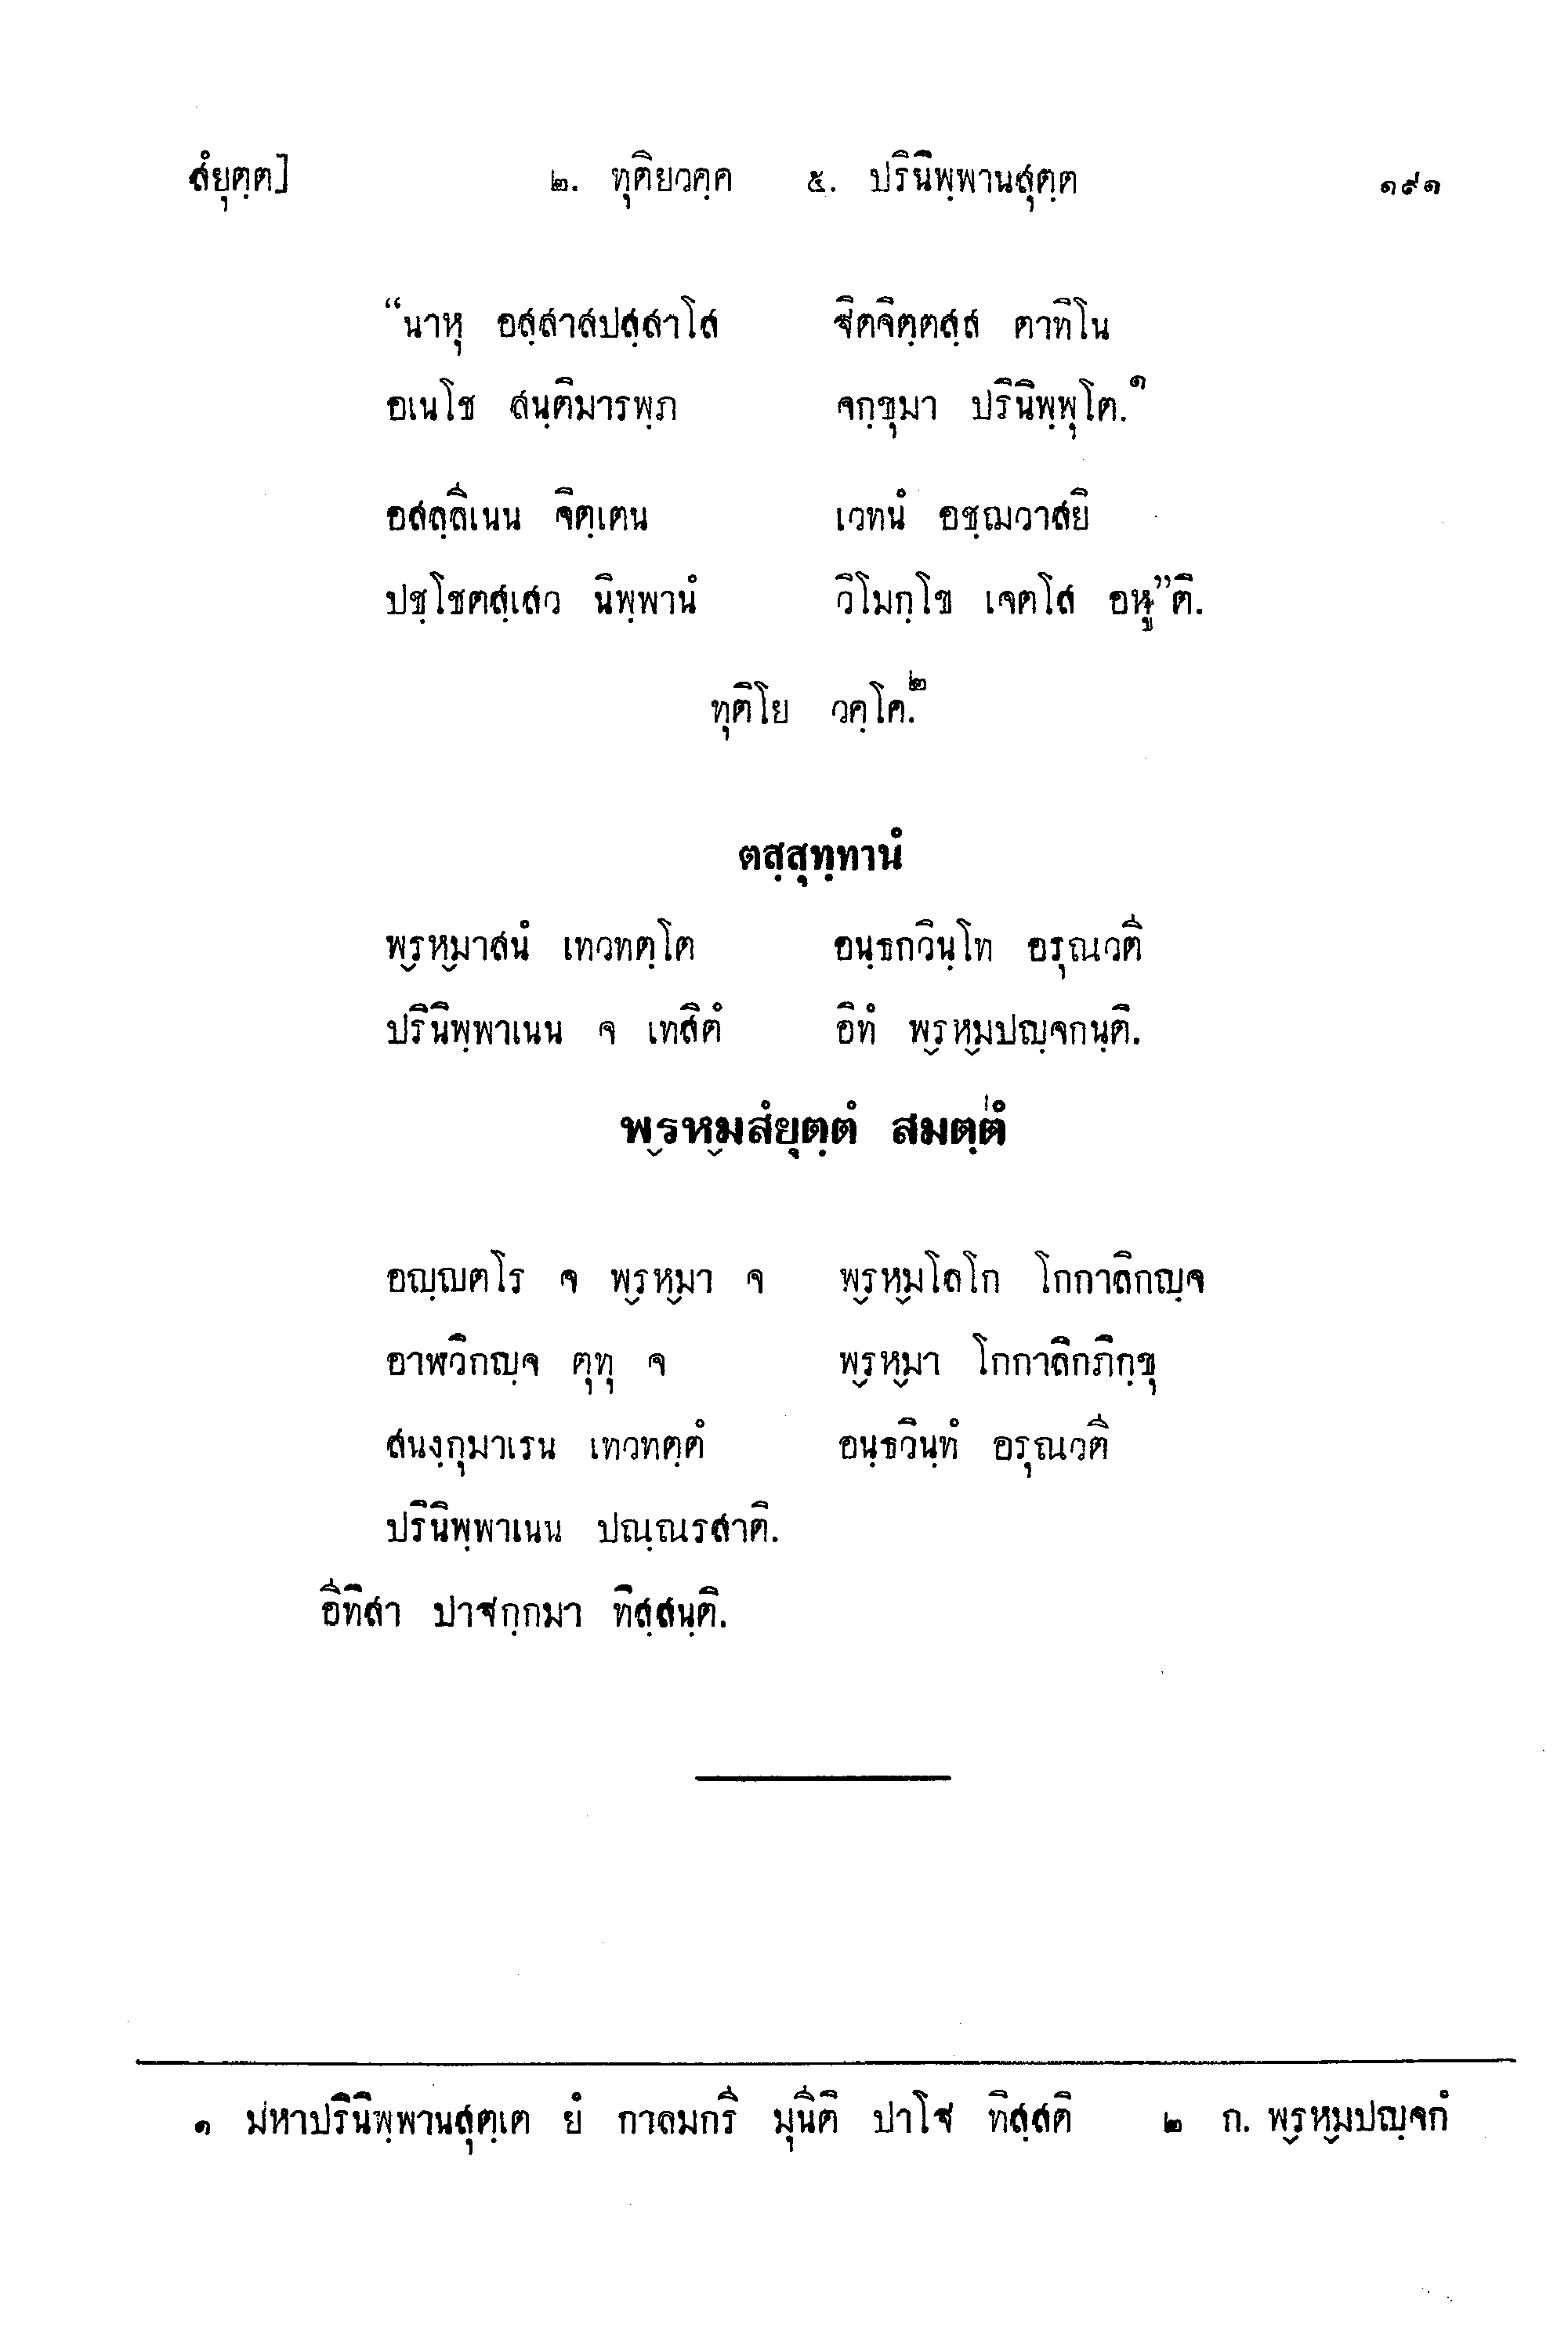 สํยุตฺต]	๒. ทุติยวคฺค	๕. ปรินิพฺพานสุตฺต	๑๙๑
“นาหุ อสฺสาสปสฺสาโส	ฐิตจิตฺตสฺส ตาทิโน
อเนโช สนฺติมารพฺภ	จกฺขุมา ปรินิพฺพุโต.๑
อสลฺลีเนน จิตฺเตน	เวทนํ อชฺฌวาสยิ
ปชฺโชตสฺเสว นิพฺพานํ	วิโมกฺโข เจตโส อหู”ติ.
ทุติโย วคฺโค.๒
ตสฺสุทฺทานํ
พฺรหฺมาสนํ เทวทตฺโต	อนฺธกวินฺโท อรุณวตี
ปรินิพฺพาเนน จ เทสิตํ	อิทํ พฺรหฺมปญฺจกนฺติ.
พฺรหฺมสํยุตฺตํ สมตฺตํ
อญฺญตโร จ พฺรหฺมา จ	พฺรหฺมโลโก โกกาลิกญฺจ
อาฬวิกญฺจ ตุทุ จ	พฺรหฺมา โกกาลิกภิกฺขุ
สนงฺกุมาเรน เทวทตฺตํ	อนฺธวินฺทํ อรุณวตี
ปรินิพฺพาเนน ปณฺณรสาติ.
อีทิสา ปาฐกฺกมา ทิสฺสนฺติ.
๑ มหาปรินิพฺพานสุตฺเต ยํ กาลมกรี มุนีติ ปาโฐ ทิสฺสติ	๒ ก. พฺรหฺมปญฺจกํ